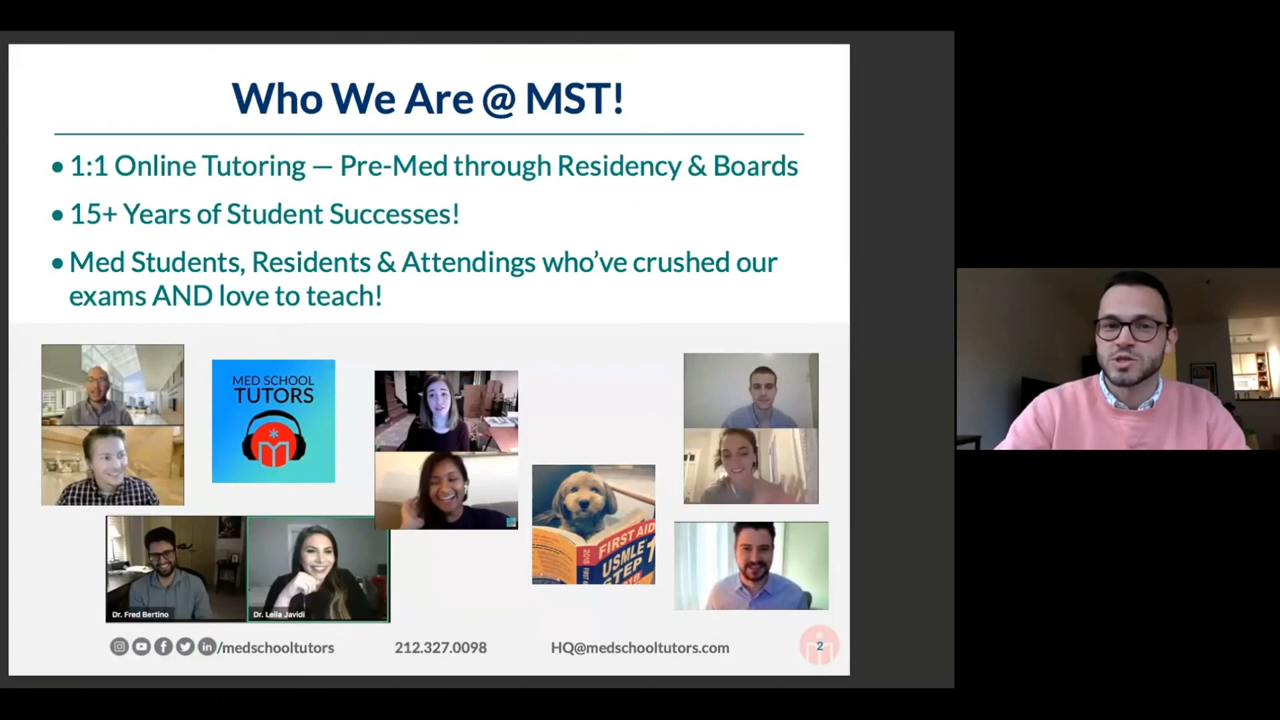 Who We Are @ MST!
• 1:1 Online Tutoring — Pre-Med through Residency & Boards
• 15+ Years of Student Successes!
• Med Students, Residents & Attendings who've crushed our
exams AND love to teach!
MED SCHOOL
TUTORS
FIRST AID
USMLE
STEP 1
2018
Dr. Fred Bertino
Dr. Leila Javidi
/medschooltutors
212.327.0098
HQ@medschooltutors.com
2